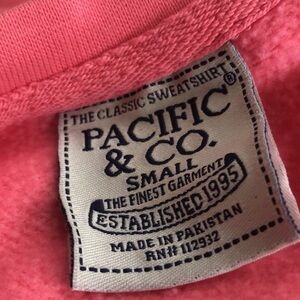 THE CLASSIC SWEATSHIRT
PACIFIC®
& CO.
SMALL
THE FINEST GARMENT
ESTABLISHED 1995
MADE IN PAKISTAN
RN# 112932